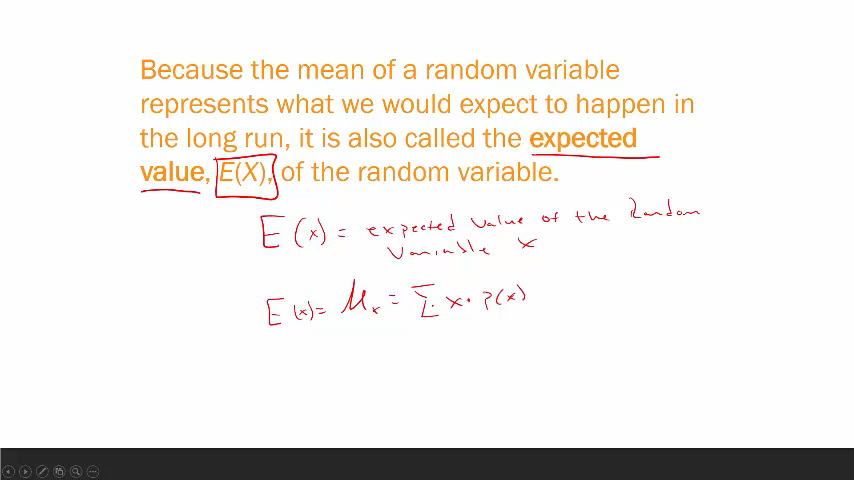 Because the mean of a random variable
represents what we would expect to happen in
the long run, it is also called the expected
value, E(X), of the random variable.
E(x) = expected value of the Random
Variable x
E(x) = μx = Σ x · P(x)